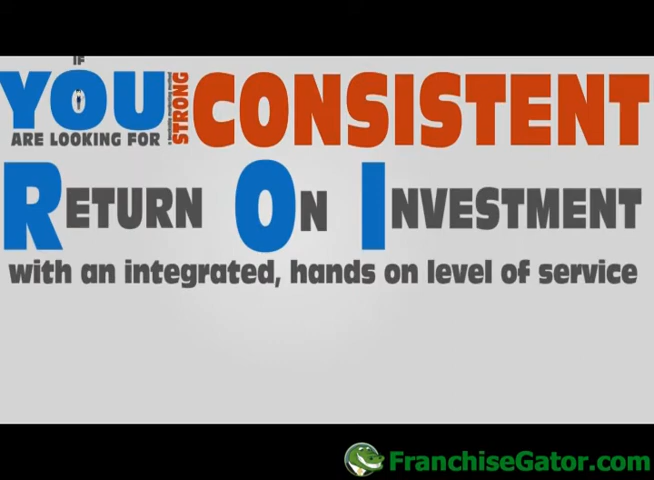 IF
YOU
ARE LOOKING FOR
STRONG
CONSISTENT
RETURN ON INVESTMENT
with an integrated, hands on level of service
FranchiseGator.com